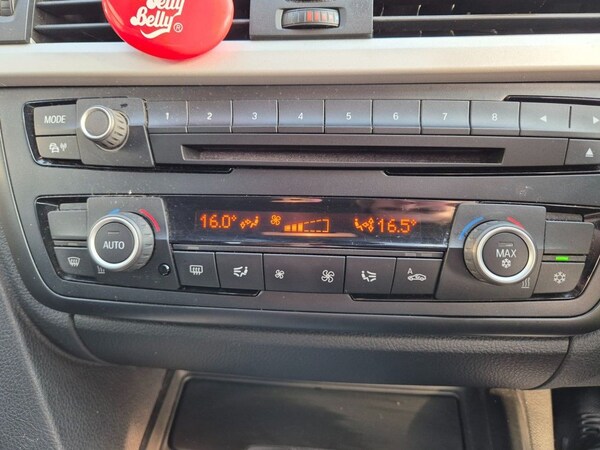 Jelly
Belly®
MODE 1 2 3 4 5 6 7 8
16.0° 16.5°
AUTO MAX
A